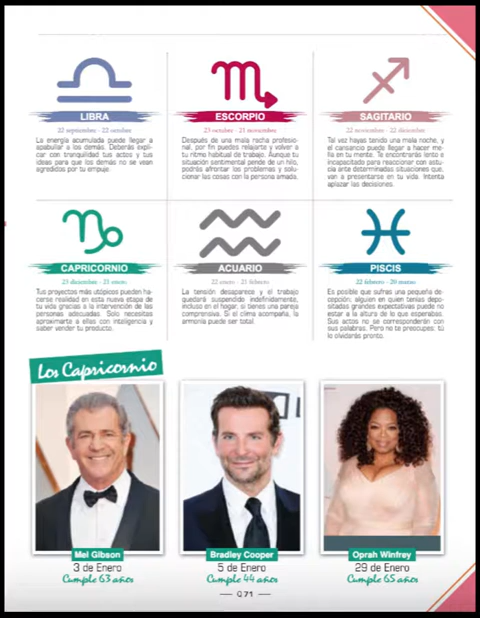 LIBRA
22 septiembre - 22 octubre
La energía acumulada puede llegar a
apabullar a los demás. Deberás expli-
car con tranquilidad tus actos y tus
ideas para que los demás no se vean
agredidos por tu empuje.
ESCORPIO
23 octubre - 21 noviembre
Después de una mala racha profesio-
nal, por fin puedes relajarte y volver a
tu ritmo habitual de trabajo. Aunque tu
situación sentimental pende de un hilo,
podrás afrontar los problemas y solu-
cionar las cosas con la persona amada.
SAGITARIO
22 noviembre - 22 diciembre
Tal vez hayas tenido una mala noche, y
el cansancio puede llegar a hacer me-
lla en tu mente. Te encontrarás lento e
incapacitado para reaccionar con astu-
cia ante determinadas situaciones que,
van a presentarse en tu vida. Intenta
aplazar las decisiones.
CAPRICORNIO
23 diciembre - 21 enero
Tus proyectos más utópicos pueden ha-
cerse realidad en esta nueva etapa de
tu vida gracias a la intervención de las
personas adecuadas. Solo necesitas
aproximarte a ellos con inteligencia y
saber vender tu producto.
ACUARIO
22 enero - 21 febrero
La tensión desaparece y el trabajo
quedará suspendido indefinidamente,
incluso en el hogar, si tienes una pareja
comprensiva. Si el clima acompaña, la
armonía puede ser total.
PISCIS
22 febrero - 20 marzo
Es posible que sufras una pequeña de-
cepción; alguien en quien tenías depo-
sitadas grandes expectativas puede no
estar a la altura de lo que esperabas.
Sus actos no se corresponderán con
sus palabras. Pero no te preocupes: tú
lo olvidarás pronto.
Los Capricornio
Mel Gibson
3 de Enero
Cumple 63 años
Bradley Cooper
5 de Enero
Cumple 44 años
Oprah Winfrey
29 de Enero
Cumple 65 años
Q 71